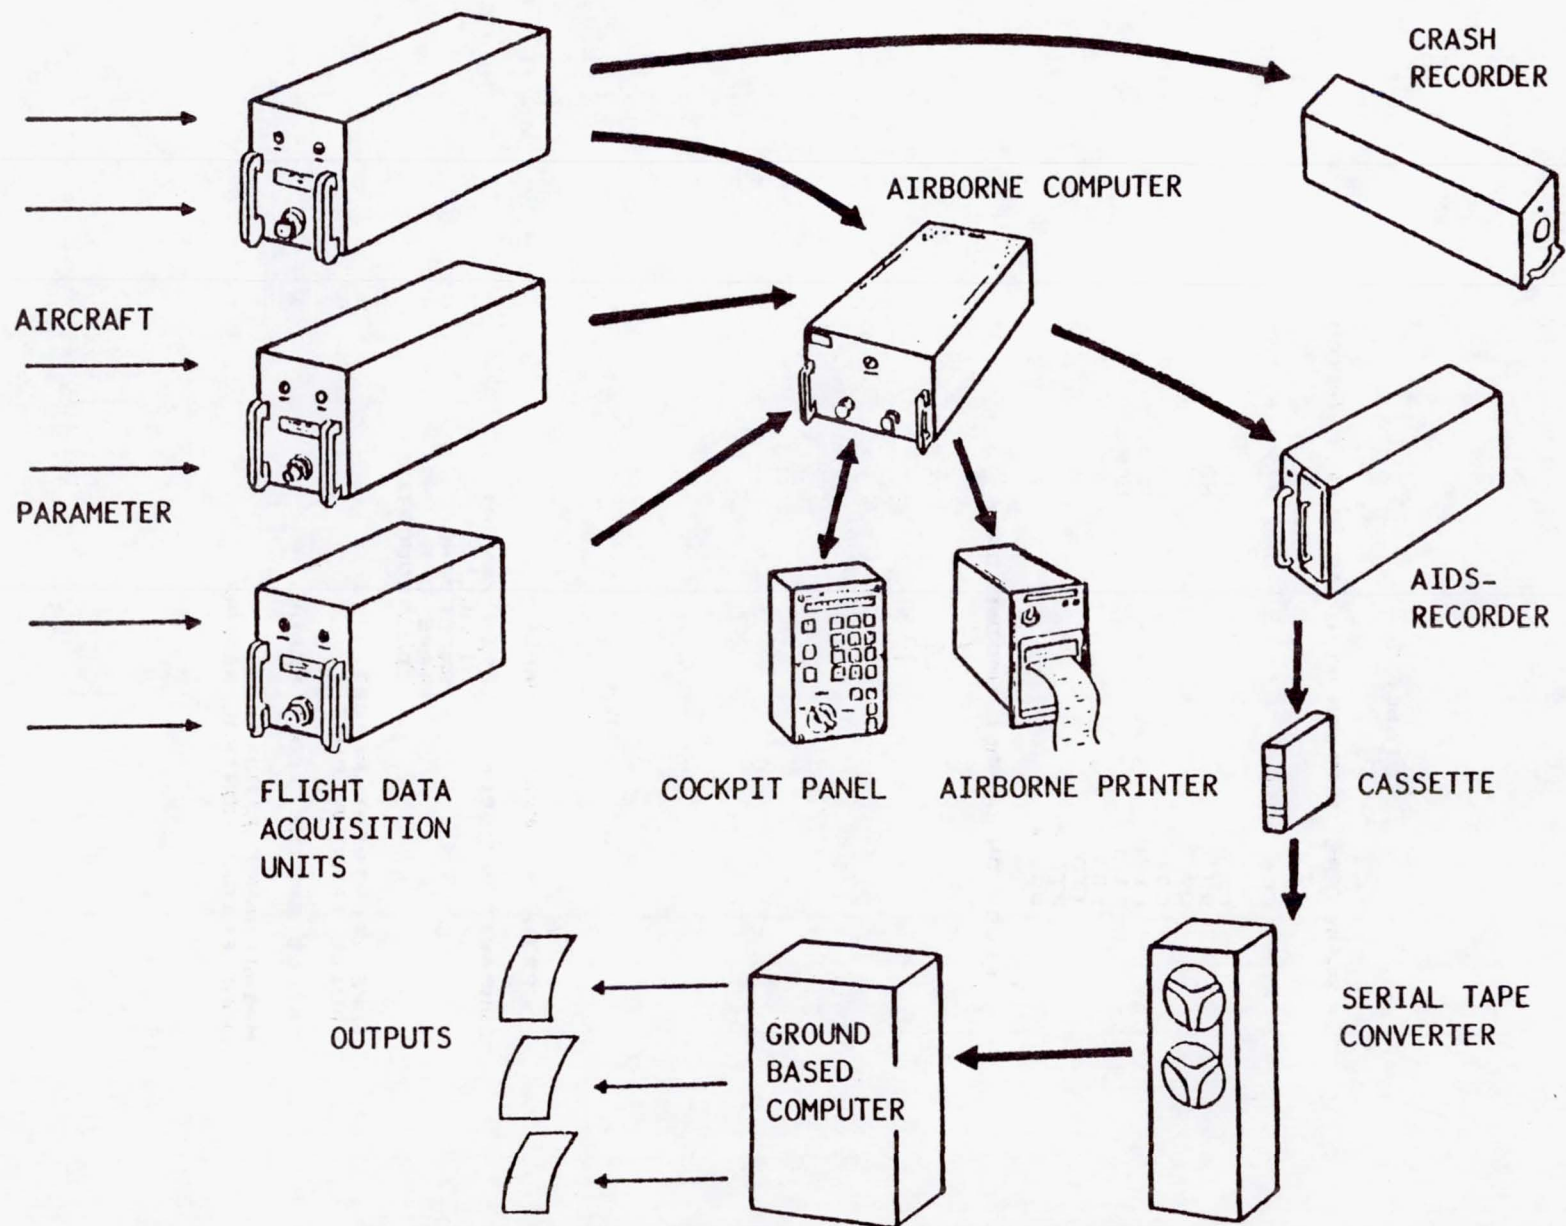 CRASH
RECORDER
AIRBORNE COMPUTER
AIRCRAFT
PARAMETER
AIDS-
RECORDER
FLIGHT DATA
ACQUISITION
UNITS
COCKPIT PANEL
AIRBORNE PRINTER
CASSETTE
OUTPUTS
GROUND
BASED
COMPUTER
SERIAL TAPE
CONVERTER